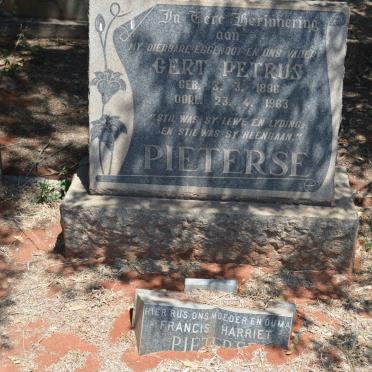 In Tere Herinnering
aan
MY DIERBARE EGGENOOT EN ONS VADER
GERT PETRUS
GEB. 3. 3. 1896
OORL. 23. 4. 1963
"STIL WAS SY LEWE EN LYDING,
EN STIL WAS SY HEENGAAN."
PIETERSE
HIER RUS ONS MOEDER EN OUMA
FRANCIS HARRIET
PIETERSE